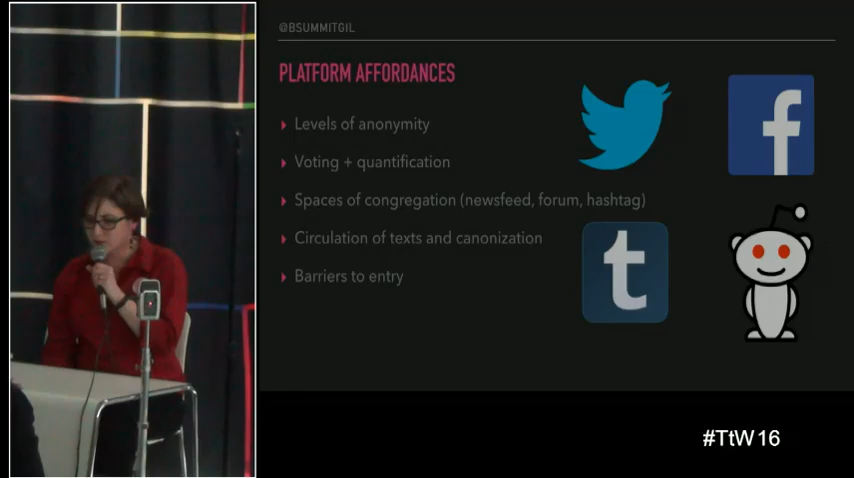 @BSUMMITGIL
PLATFORM AFFORDANCES
Levels of anonymity
Voting + quantification
Spaces of congregation (newsfeed, forum, hashtag)
Circulation of texts and canonization
Barriers to entry
#TtW16